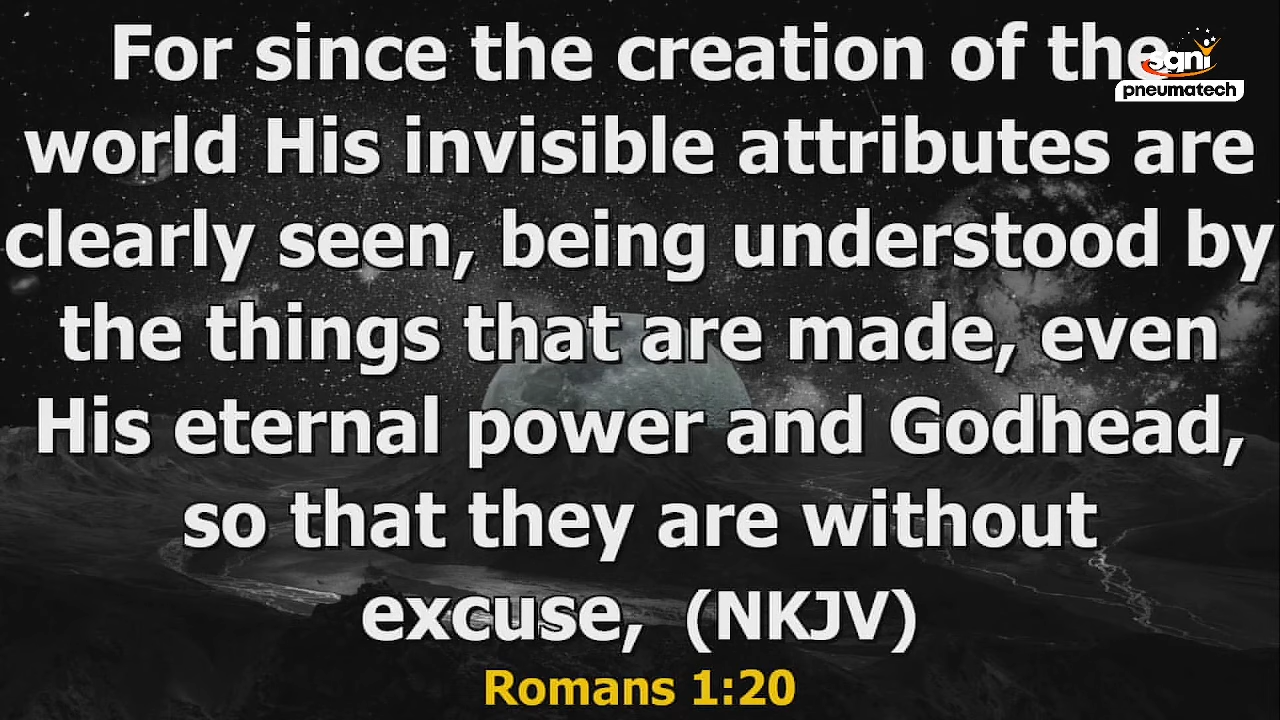 For since the creation of the
sgni
pneumatech
world His invisible attributes are
clearly seen, being understood by
the things that are made, even
His eternal power and Godhead,
so that they are without
excuse, (NKJV)
Romans 1:20